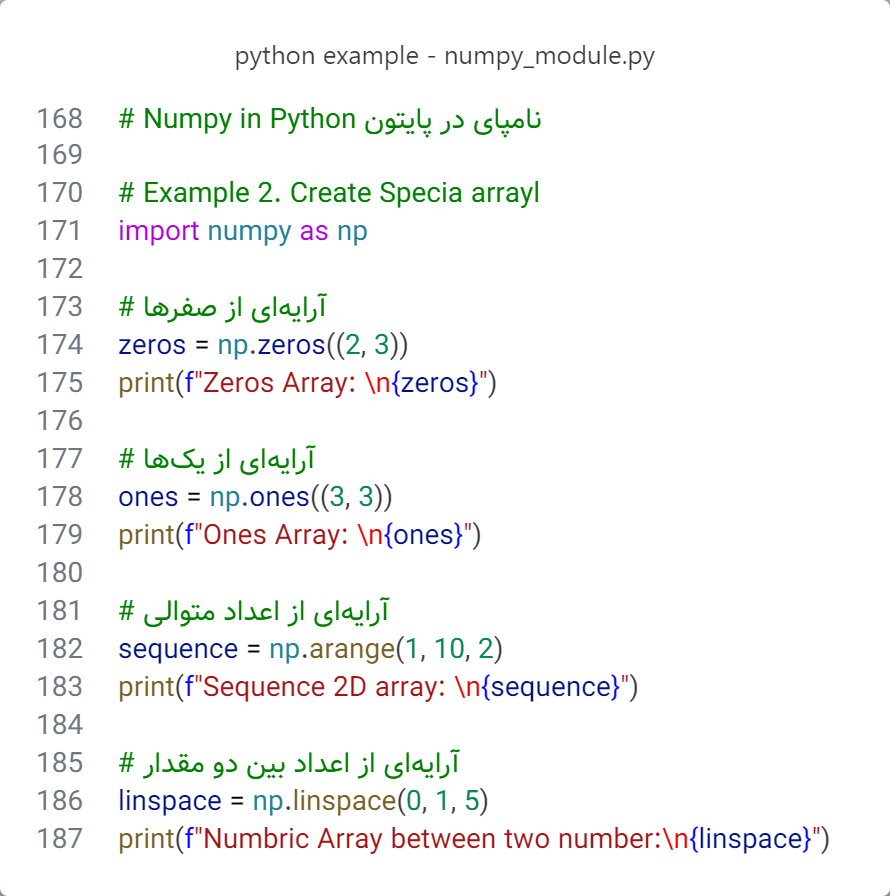 python example - numpy_module.py
168 # Numpy in Python نامپای در پایتون
169
170 # Example 2. Create Specia arrayl
171 import numpy as np
172
173 # آرایه‌ای از صفرها
174 zeros = np.zeros((2, 3))
175 print(f"Zeros Array: \n{zeros}")
176
177 # آرایه‌ای از یک‌ها
178 ones = np.ones((3, 3))
179 print(f"Ones Array: \n{ones}")
180
181 # آرایه‌ای از اعداد متوالی
182 sequence = np.arange(1, 10, 2)
183 print(f"Sequence 2D array: \n{sequence}")
184
185 # آرایه‌ای از اعداد بین دو مقدار
186 linspace = np.linspace(0, 1, 5)
187 print(f"Numbric Array between two number:\n{linspace}")